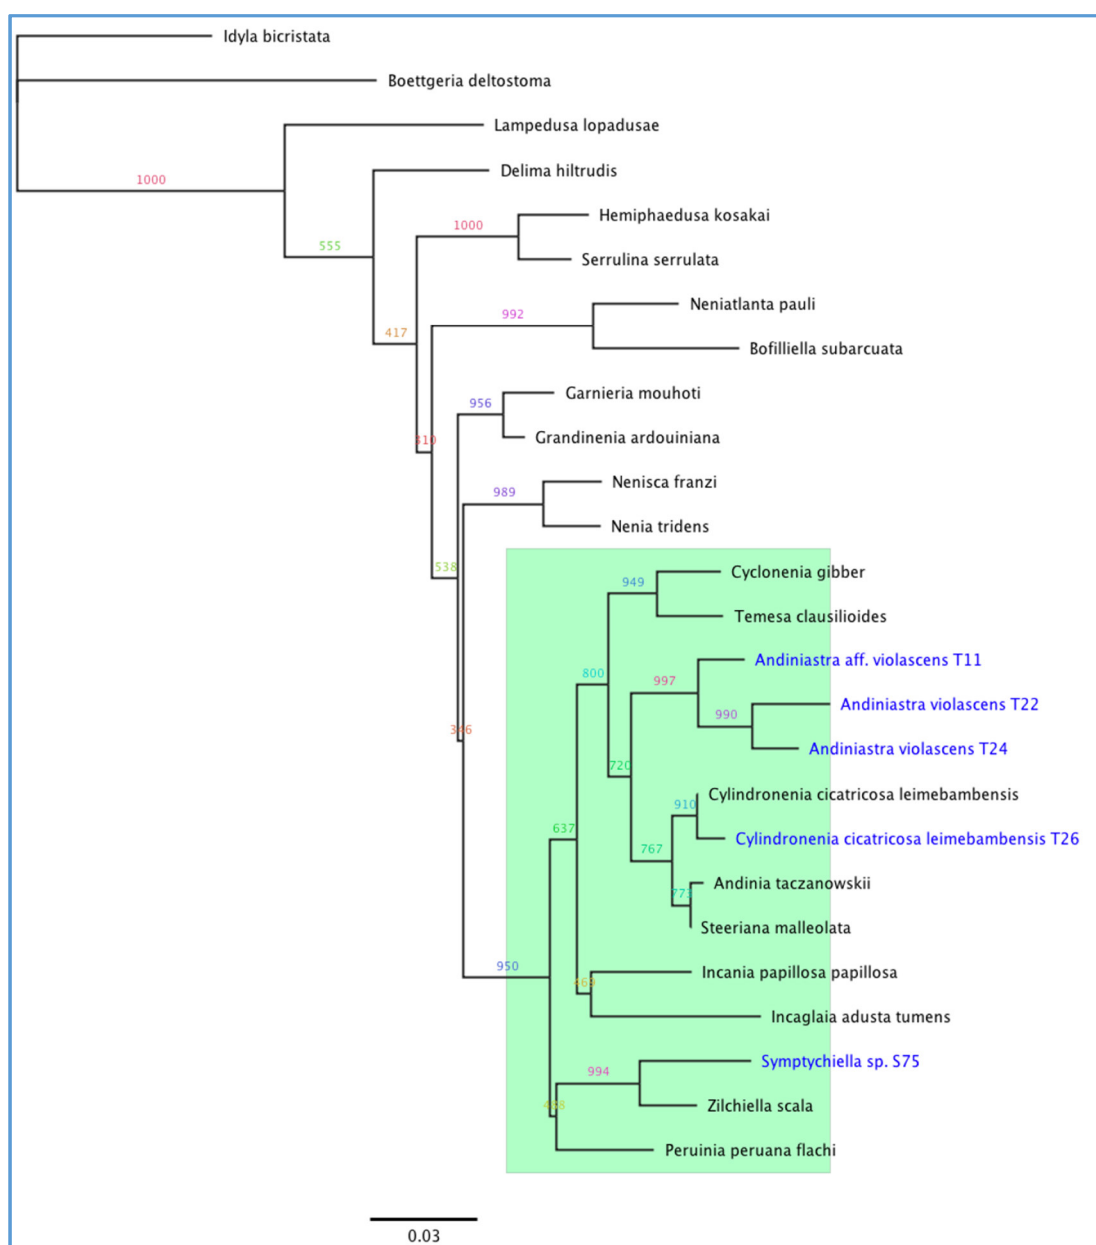 Idyla bicristata
Boettgeria deltostoma
Lampedusa lopadusae
Delima hiltrudis
1000
Hemiphaedusa kosakai
1000
555
Serrulina serrulata
Neniatlanta pauli
992
417
Bofilliella subarcuata
Garnieria mouhoti
956
Grandinenia ardouiniana
410
Nenisca franzi
989
Nenia tridens
538
Cyclonenia gibber
949
Temesa clausilioides
Andiniastra aff. violascens T11
800
997
Andiniastra violascens T22
990
346
Andiniastra violascens T24
720
Cylindronenia cicatricosa leimebambensis
910
637
Cylindronenia cicatricosa leimebambensis T26
767
Andinia taczanowskii
773
Steeriana malleolata
950
Incania papillosa papillosa
469
Incaglaia adusta tumens
Symptychiella sp. S75
994
Zilchiella scala
Peruinia peruana flachi
0.03